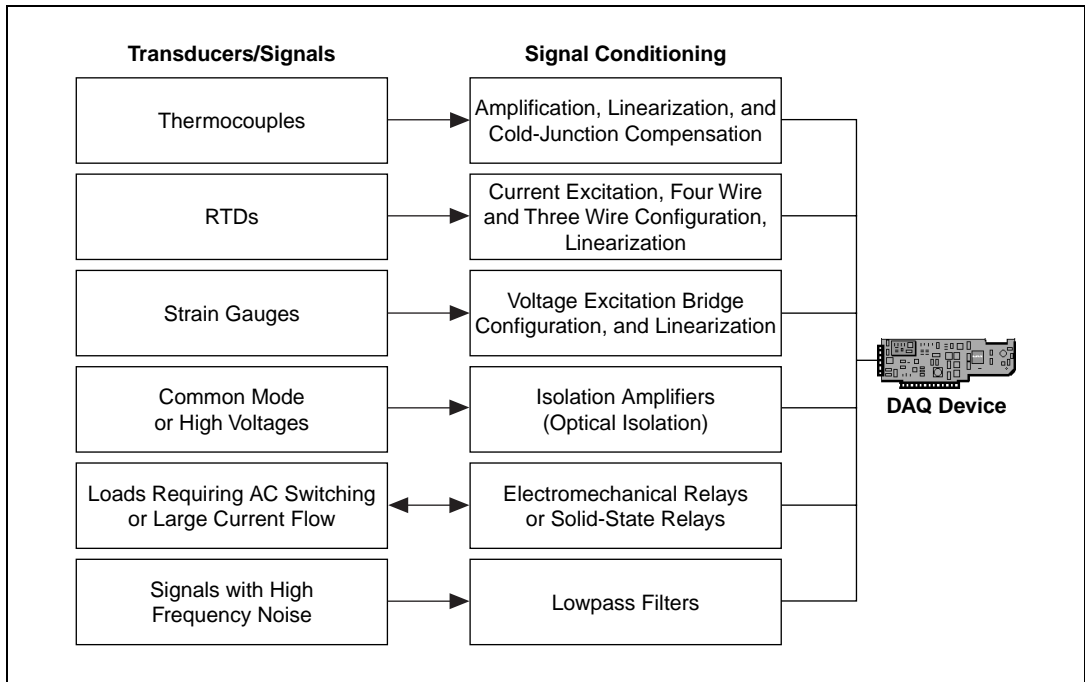 Transducers/Signals
Signal Conditioning
Thermocouples
Amplification, Linearization, and
Cold-Junction Compensation
RTDs
Current Excitation, Four Wire
and Three Wire Configuration,
Linearization
Strain Gauges
Voltage Excitation Bridge
Configuration, and Linearization
Common Mode
or High Voltages
Isolation Amplifiers
(Optical Isolation)
Loads Requiring AC Switching
or Large Current Flow
Electromechanical Relays
or Solid-State Relays
Signals with High
Frequency Noise
Lowpass Filters
DAQ Device